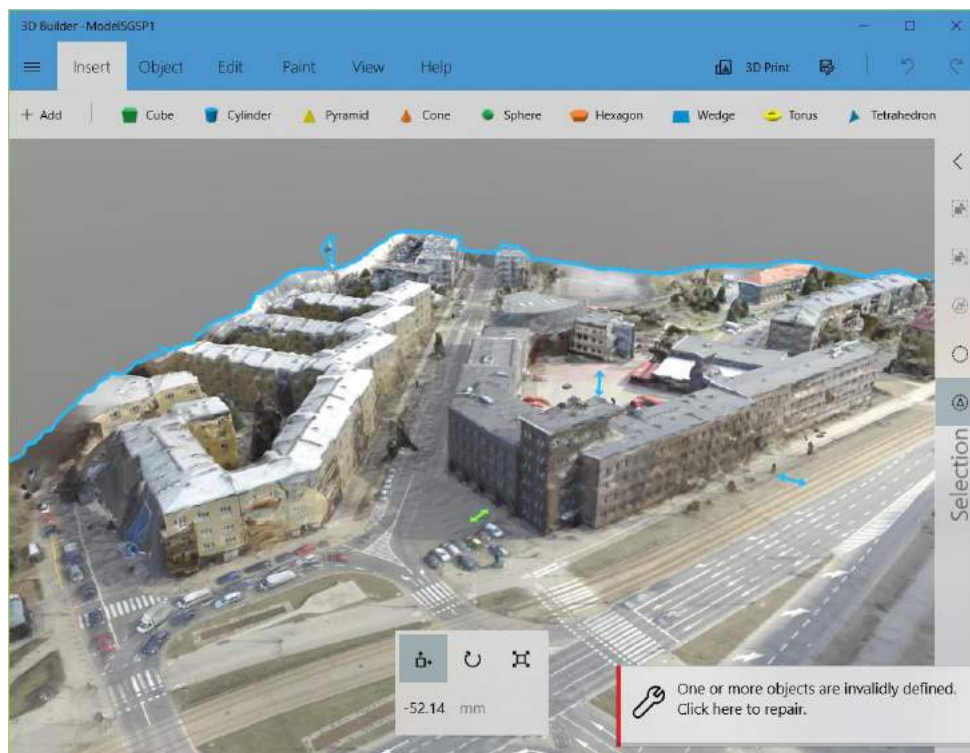 3D Builder - ModelSGSP1
Insert Object Edit Paint View Help 3D Print
+ Add Cube Cylinder Pyramid Cone Sphere Hexagon Wedge Torus Tetrahedron
Selection
-52.14 mm
One or more objects are invalidly defined.
Click here to repair.